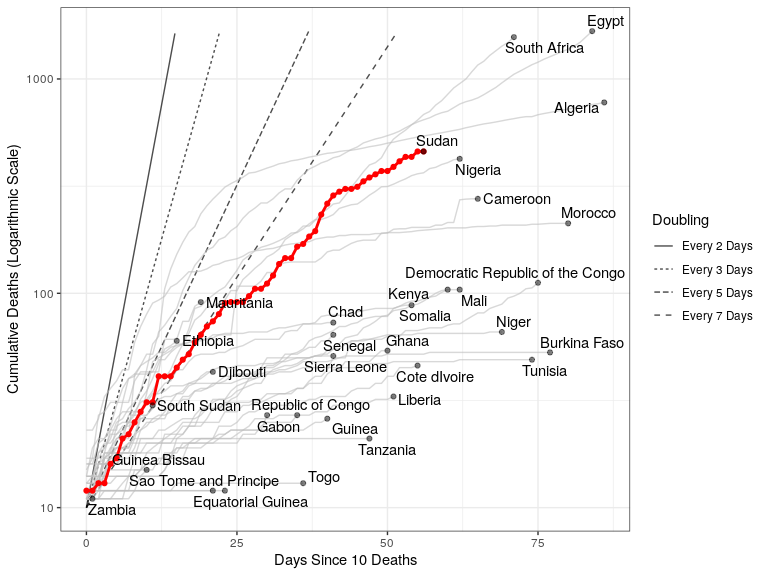 Egypt
South Africa
1000
Algeria
Sudan
Nigeria
Cameroon
Morocco
Democratic Republic of the Congo
100
Mauritania
Kenya
Mali
Somalia
Chad
Niger
Ethiopia
Senegal
Ghana
Burkina Faso
Sierra Leone
Djibouti
Cote dIvoire
Tunisia
South Sudan
Republic of Congo
Liberia
Gabon
Guinea
Tanzania
Guinea Bissau
Sao Tome and Principe
Togo
10
Zambia
Equatorial Guinea
0
25
50
75
Days Since 10 Deaths
Cumulative Deaths (Logarithmic Scale)
Doubling
Every 2 Days
Every 3 Days
Every 5 Days
Every 7 Days